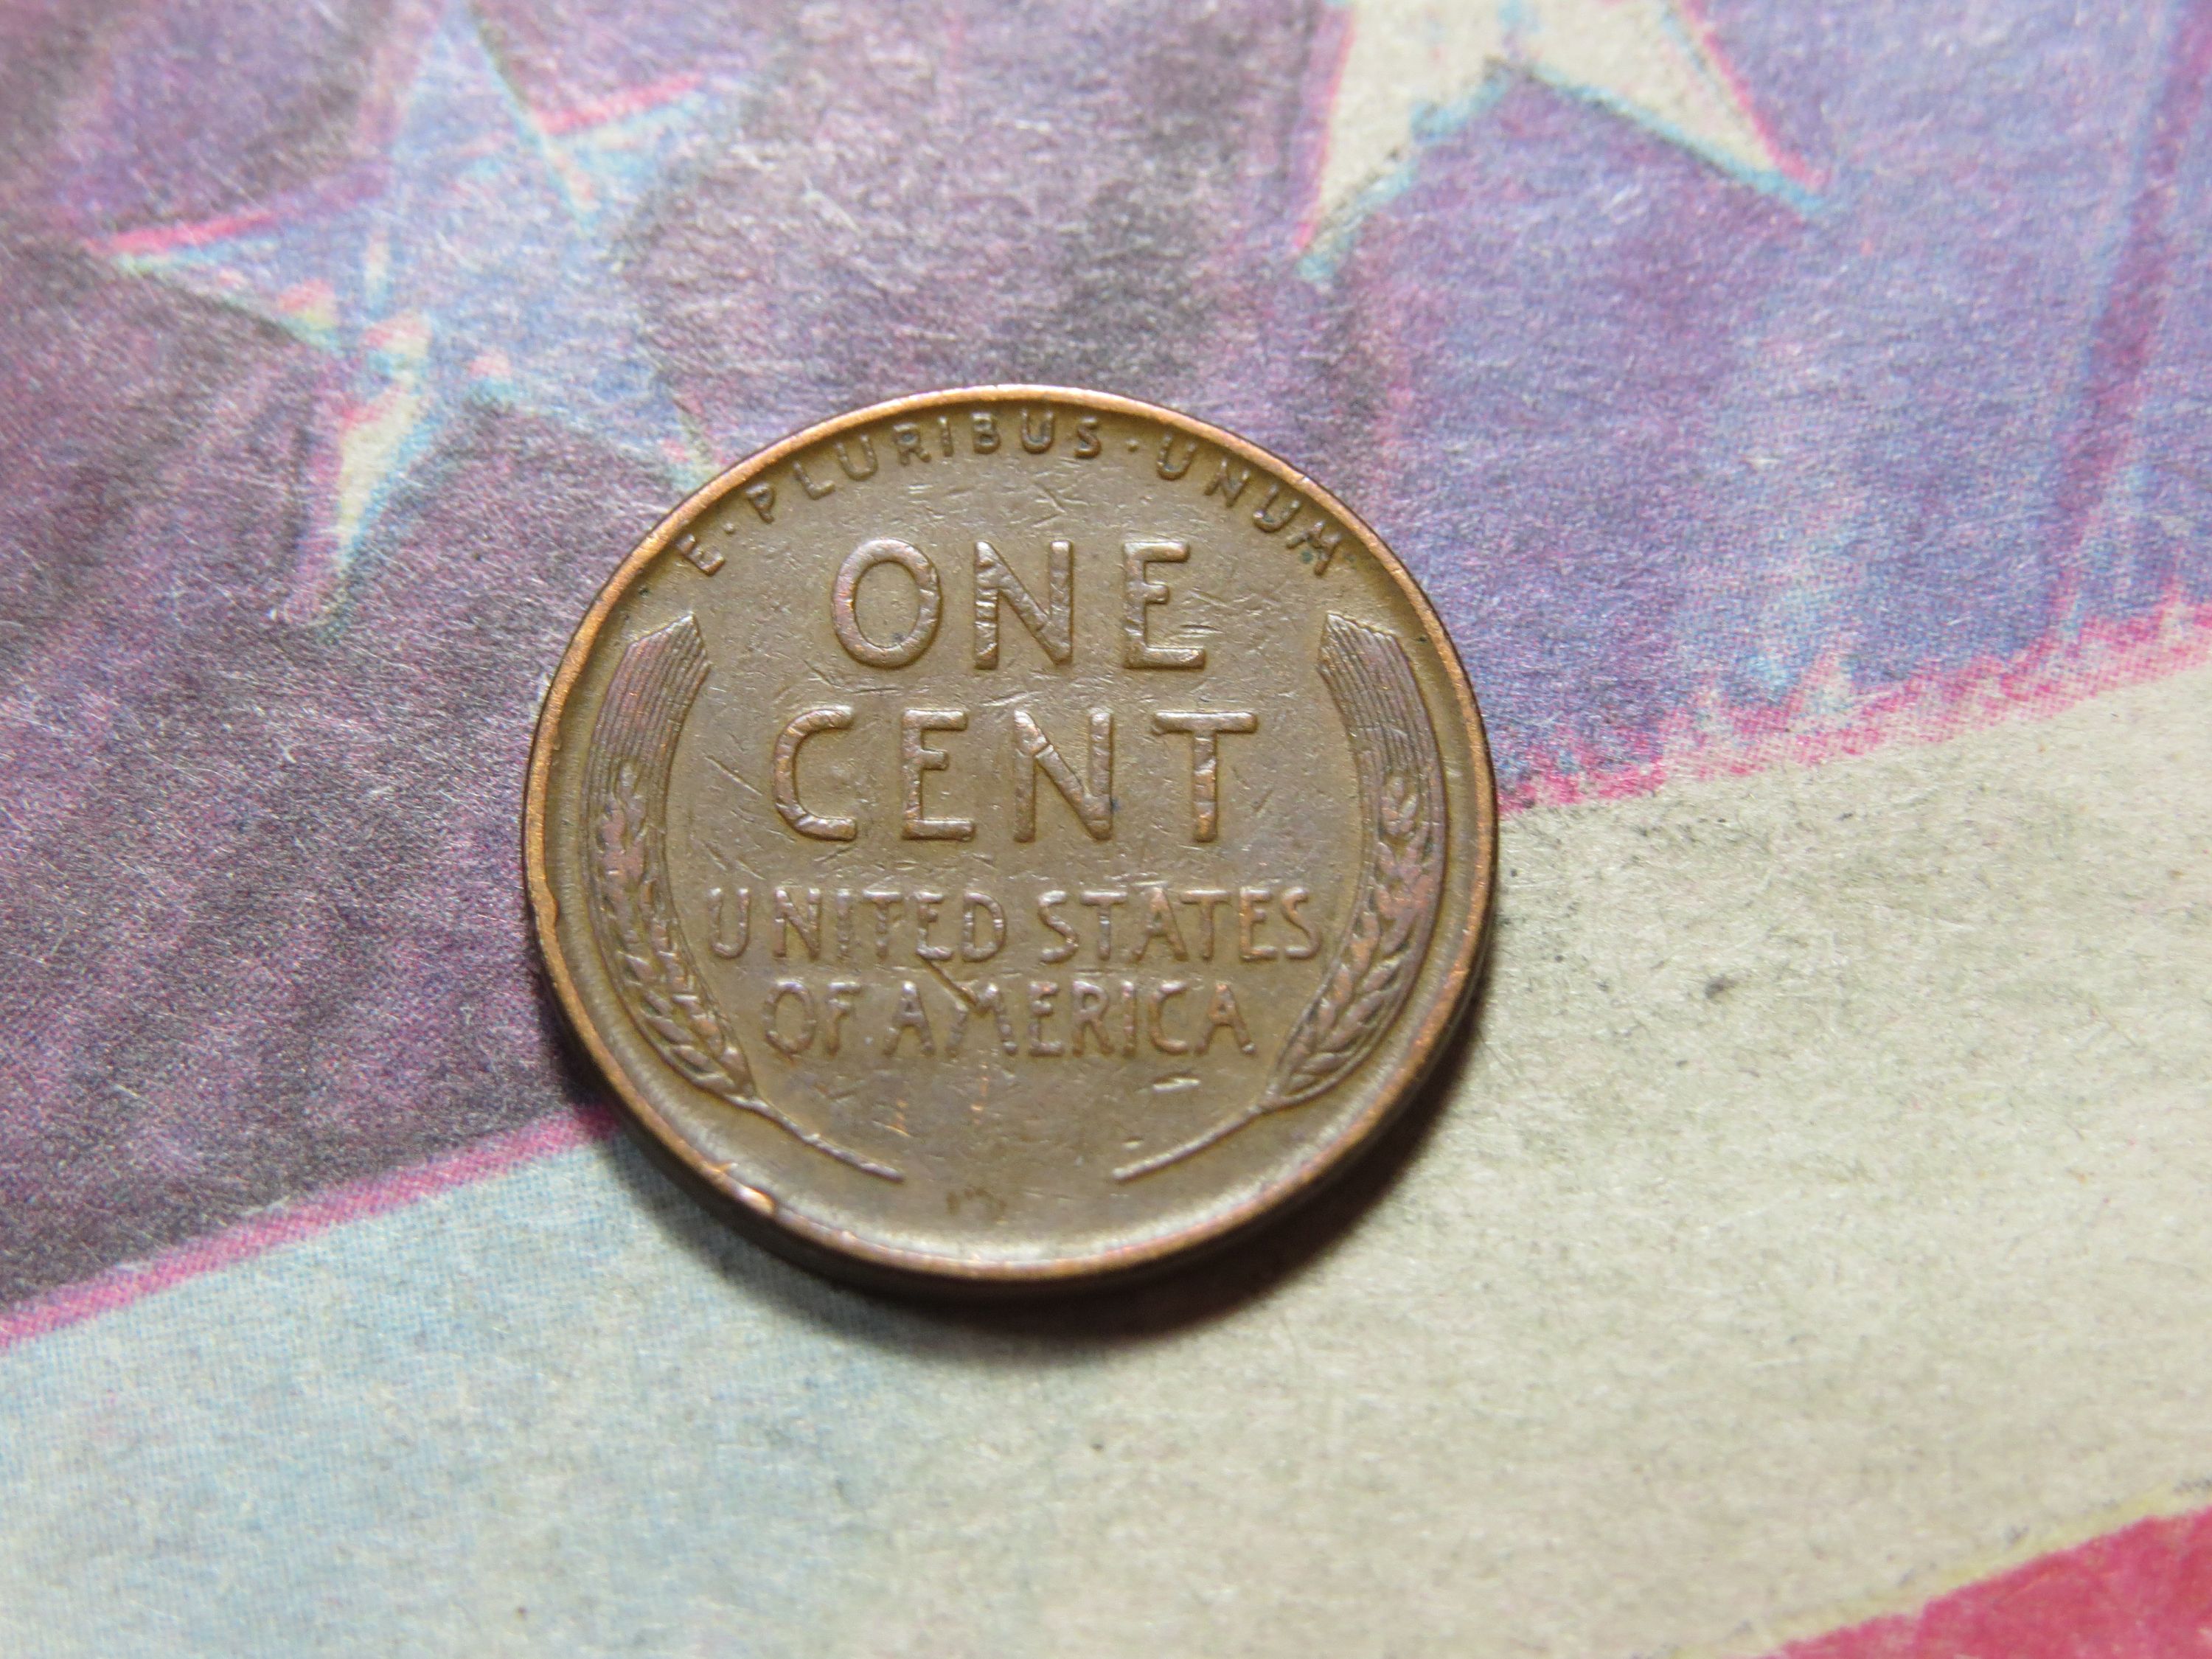 E · PLURIBUS · UNUM
ONE
CENT
UNITED STATES
OF AMERICA